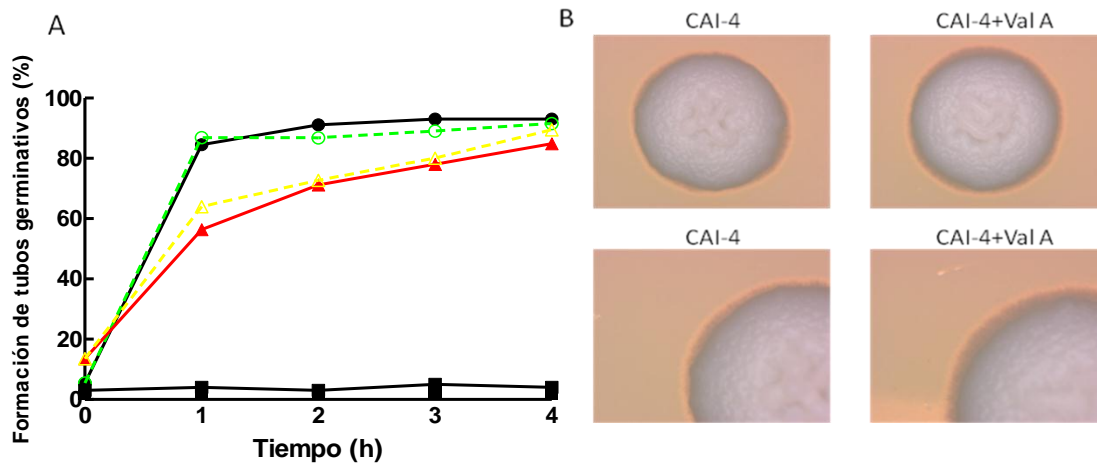 A
Formación de tubos germinativos (%)
100
80
60
40
20
0
0 1 2 3 4
Tiempo (h)
B
CAI-4 CAI-4+Val A
CAI-4 CAI-4+Val A